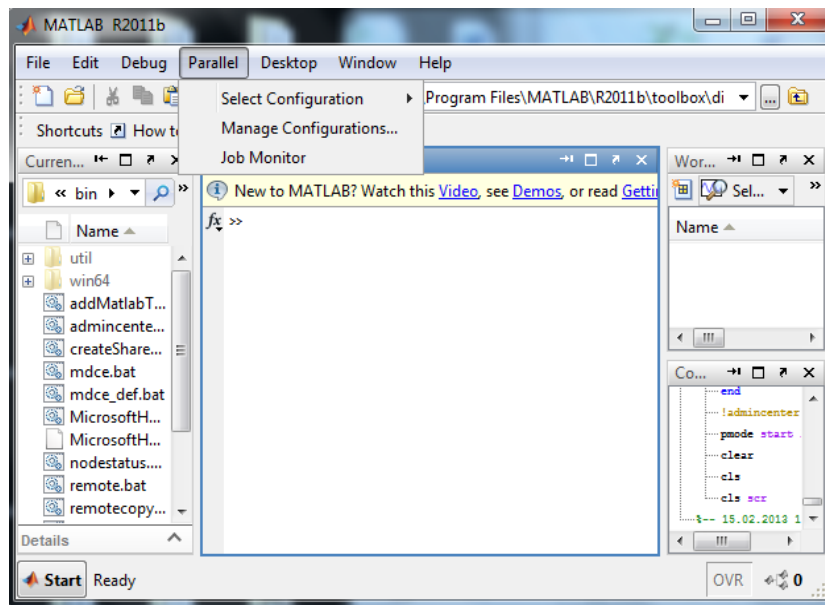 MATLAB R2011b
File Edit Debug Parallel Desktop Window Help
Select Configuration
Manage Configurations...
Job Monitor
Program Files\MATLAB\R2011b\toolbox\di
Shortcuts How t
Curren...
Wor...
« bin
New to MATLAB? Watch this Video, see Demos, or read Getti
Sel...
Name
fx >>
Name
util
win64
addMatlabT...
admincente...
createShare...
mdce.bat
mdce_def.bat
MicrosoftH...
MicrosoftH...
nodestatus....
remote.bat
remotecopy...
Co...
end
!admincenter
pmode start .
clear
cls
cls scr
%-- 15.02.2013 1
Details
Start Ready
OVR
0